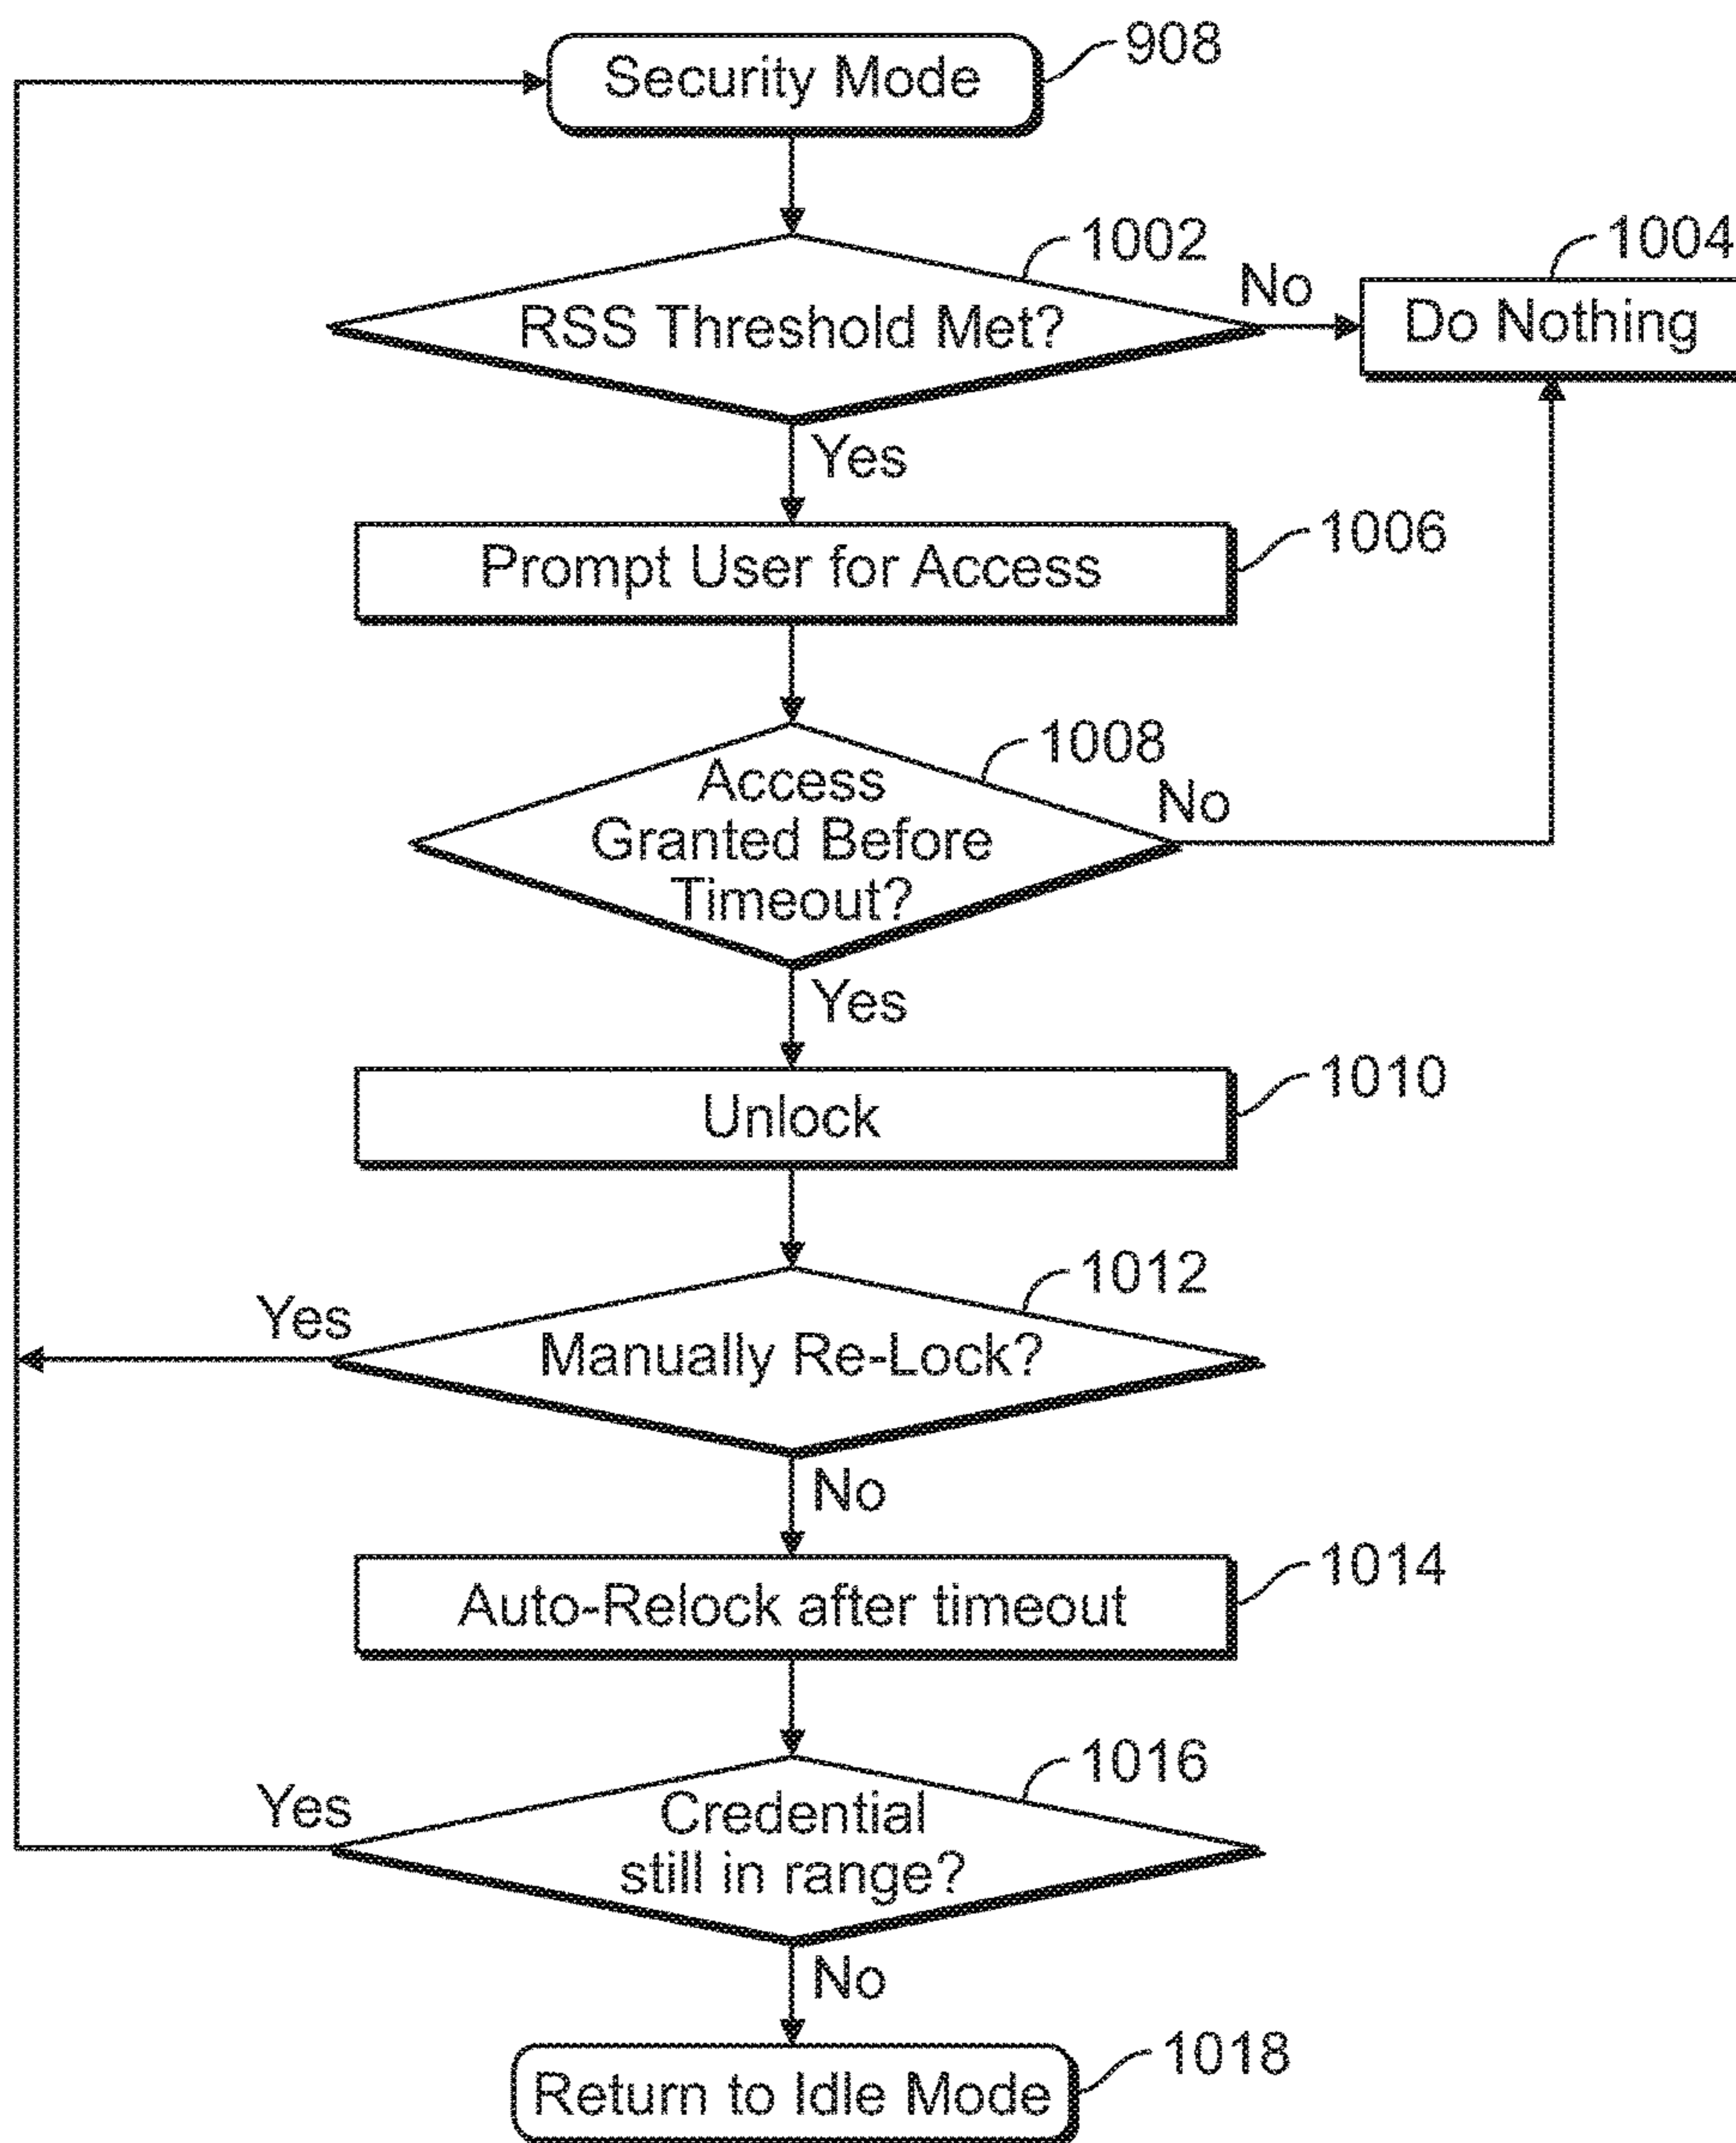 Security Mode
908
1002
1004
No
RSS Threshold Met?
Do Nothing
Yes
1006
Prompt User for Access
1008
Access
No
Granted Before
Timeout?
Yes
1010
Unlock
1012
Yes
Manually Re-Lock?
No
1014
Auto-Relock after timeout
1016
Yes
Credential
still in range?
No
1018
Return to Idle Mode